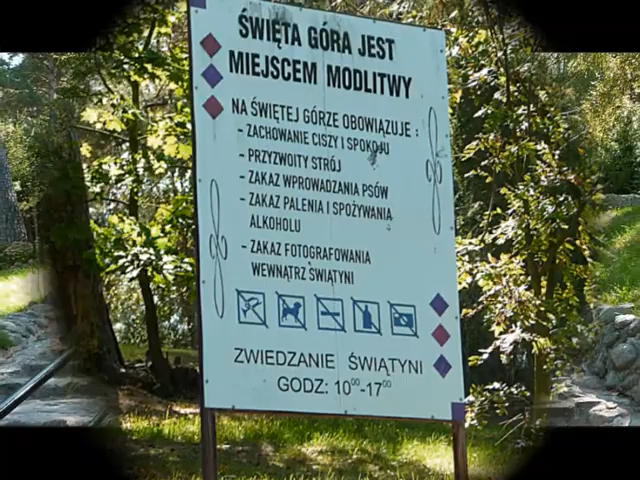 ŚWIĘTA GÓRA JEST
MIEJSCEM MODLITWY
NA ŚWIĘTEJ GÓRZE OBOWIĄZUJE :
- ZACHOWANIE CISZY I SPOKOJU
- PRZYZWOITY STRÓJ
- ZAKAZ WPROWADZANIA PSÓW
- ZAKAZ PALENIA I SPOŻYWANIA
ALKOHOLU
- ZAKAZ FOTOGRAFOWANIA
WEWNĄTRZ ŚWIĄTYNI
ZWIEDZANIE ŚWIĄTYNI
GODZ: 10⁰⁰-17⁰⁰